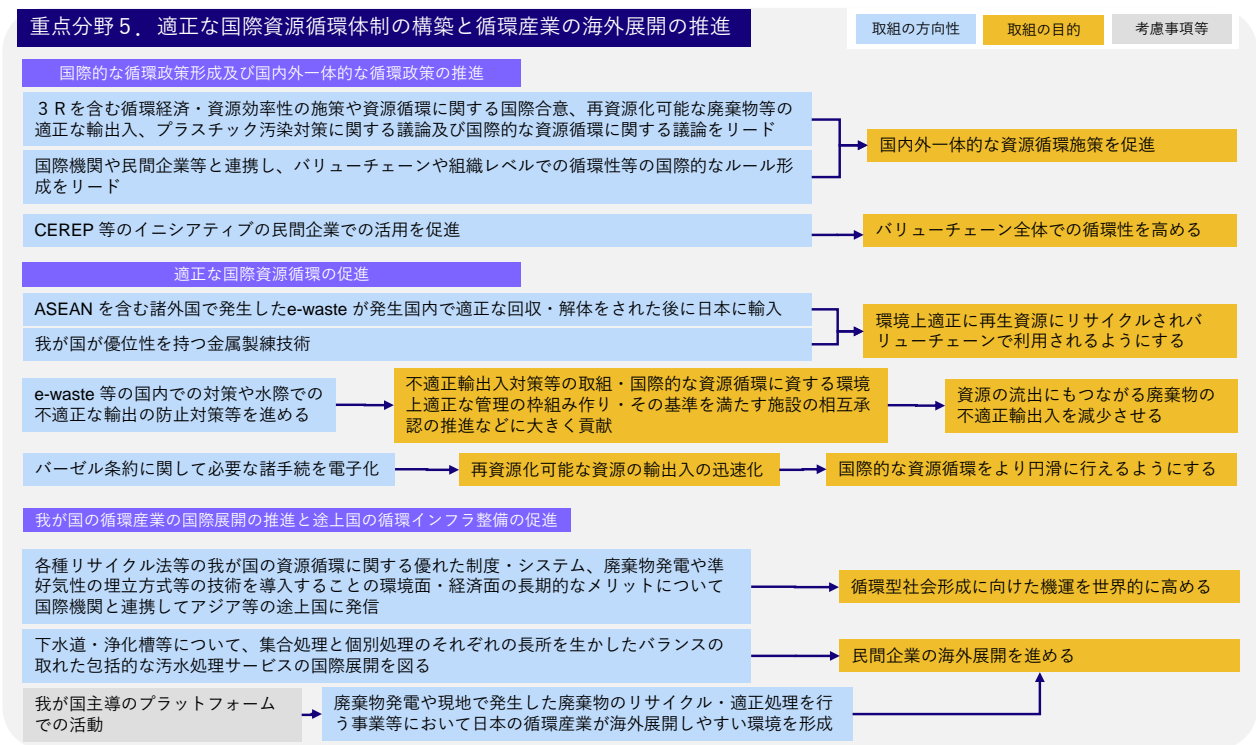 重点分野５．適正な国際資源循環体制の構築と循環産業の海外展開の推進
取組の方向性
取組の目的
考慮事項等
国際的な循環政策形成及び国内外一体的な循環政策の推進
３Ｒを含む循環経済・資源効率性の施策や資源循環に関する国際合意、再資源化可能な廃棄物等の
適正な輸出入、プラスチック汚染対策に関する議論及び国際的な資源循環に関する議論をリード
国際機関や民間企業等と連携し、バリューチェーンや組織レベルでの循環性等の国際的なルール形
成をリード
国内外一体的な資源循環施策を促進
CEREP 等のイニシアティブの民間企業での活用を促進
バリューチェーン全体での循環性を高める
適正な国際資源循環の促進
ASEAN を含む諸外国で発生したe-waste が発生国内で適正な回収・解体をされた後に日本に輸入
我が国が優位性を持つ金属製練技術
環境上適正に再生資源にリサイクルされバ
リューチェーンで利用されるようにする
e-waste 等の国内での対策や水際での
不適正な輸出の防止対策等を進める
不適正輸出入対策等の取組・国際的な資源循環に資する環境
上適正な管理の枠組み作り・その基準を満たす施設の相互承
認の推進などに大きく貢献
資源の流出にもつながる廃棄物の
不適正輸出入を減少させる
バーゼル条約に関して必要な諸手続を電子化
再資源化可能な資源の輸出入の迅速化
国際的な資源循環をより円滑に行えるようにする
我が国の循環産業の国際展開の推進と途上国の循環インフラ整備の促進
各種リサイクル法等の我が国の資源循環に関する優れた制度・システム、廃棄物発電や準
好気性の埋立方式等の技術を導入することの環境面・経済面の長期的なメリットについて
国際機関と連携してアジア等の途上国に発信
循環型社会形成に向けた機運を世界的に高める
下水道・浄化槽等について、集合処理と個別処理のそれぞれの長所を生かしたバランスの
取れた包括的な汚水処理サービスの国際展開を図る
民間企業の海外展開を進める
我が国主導のプラットフォーム
での活動
廃棄物発電や現地で発生した廃棄物のリサイクル・適正処理を行
う事業等において日本の循環産業が海外展開しやすい環境を形成